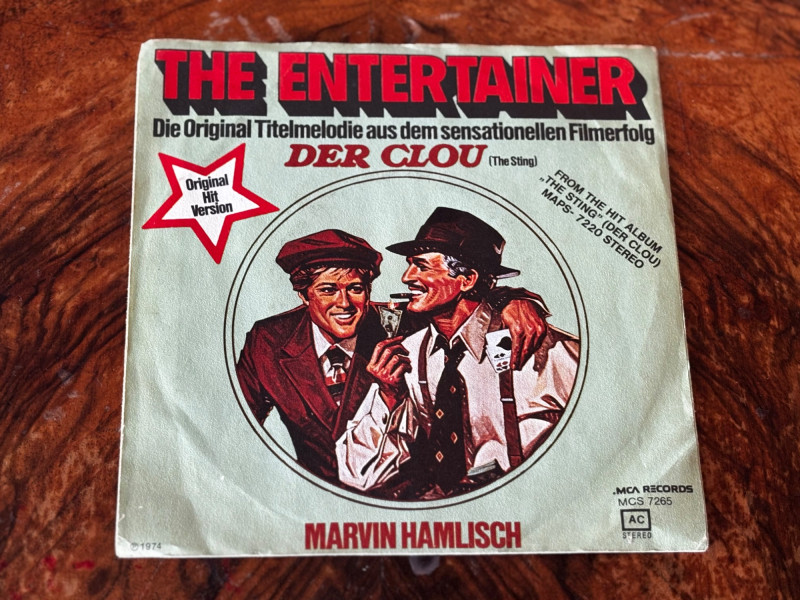 THE ENTERTAINER
Die Original Titelmelodie aus dem sensationellen Filmerfolg
DER CLOU (The Sting)
Original
Hit
Version
FROM THE HIT ALBUM
„THE STING" (DER CLOU)
MAPS- 7220 STEREO
MCA RECORDS
MCS 7265
AC
STEREO
MARVIN HAMLISCH
℗ 1974